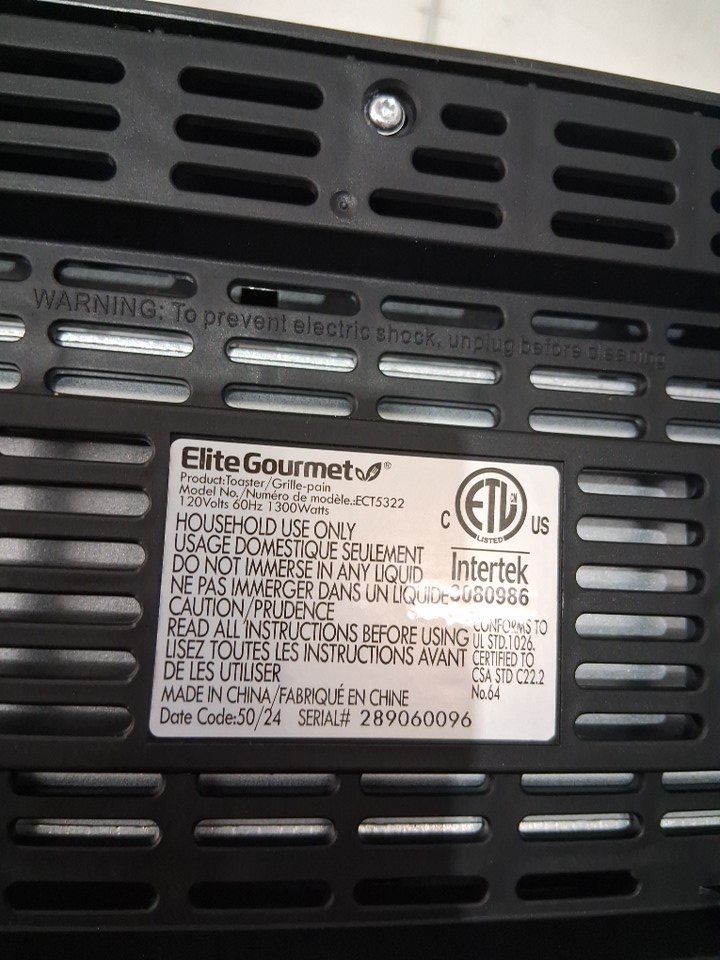 WARNING: To prevent electric shock, unplug before cleaning
Elite Gourmet®
Product:Toaster/Grille-pain
Model No./Numéro de modèle.:ECT5322
120Volts 60Hz 1300Watts
HOUSEHOLD USE ONLY
USAGE DOMESTIQUE SEULEMENT
DO NOT IMMERSE IN ANY LIQUID
NE PAS IMMERGER DANS UN LIQUIDE
CAUTION/PRUDENCE
READ ALL INSTRUCTIONS BEFORE USING
LISEZ TOUTES LES INSTRUCTIONS AVANT
DE LES UTILISER
MADE IN CHINA/FABRIQUÉ EN CHINE
Date Code:50/24 SERIAL# 289060096
ETL CM
LISTED
C US
Intertek
3080986
CONFORMS TO
UL STD.1026.
CERTIFIED TO
CSA STD C22.2
No.64